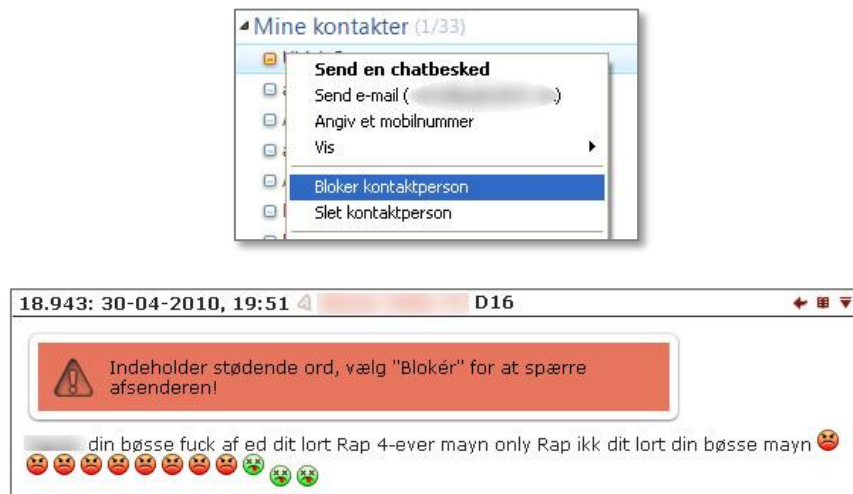 Mine kontakter (1/33)
Send en chatbesked
Send e-mail ( )
Angiv et mobilnummer
Vis
Bloker kontaktperson
Slet kontaktperson
18.943: 30-04-2010, 19:51 D16
Indeholder stødende ord, vælg "Blokér" for at spærre
afsenderen!
din bøsse fuck af ed dit lort Rap 4-ever mayn only Rap ikk dit lort din bøsse mayn